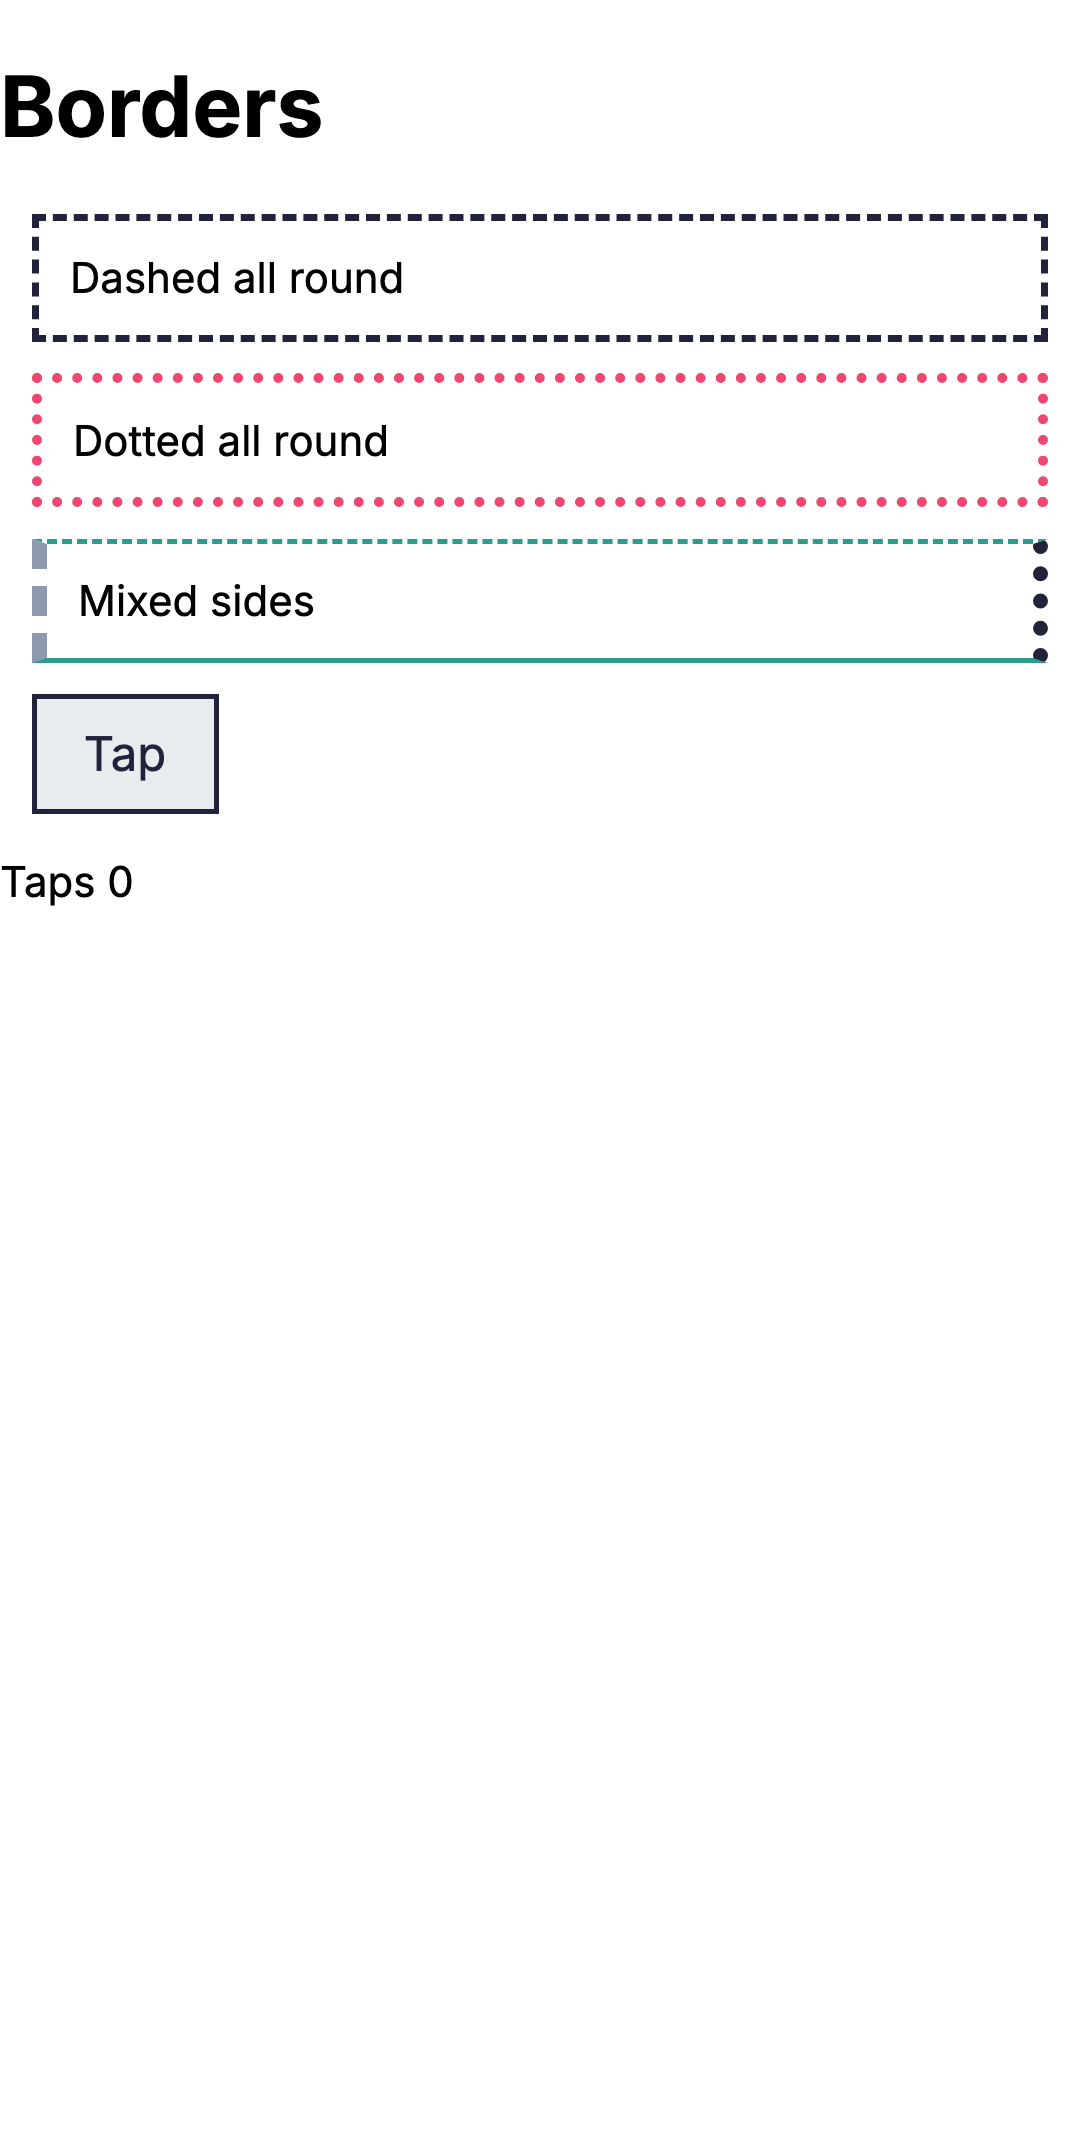 Borders
Dashed all round
Dotted all round
Mixed sides
Tap
Taps 0